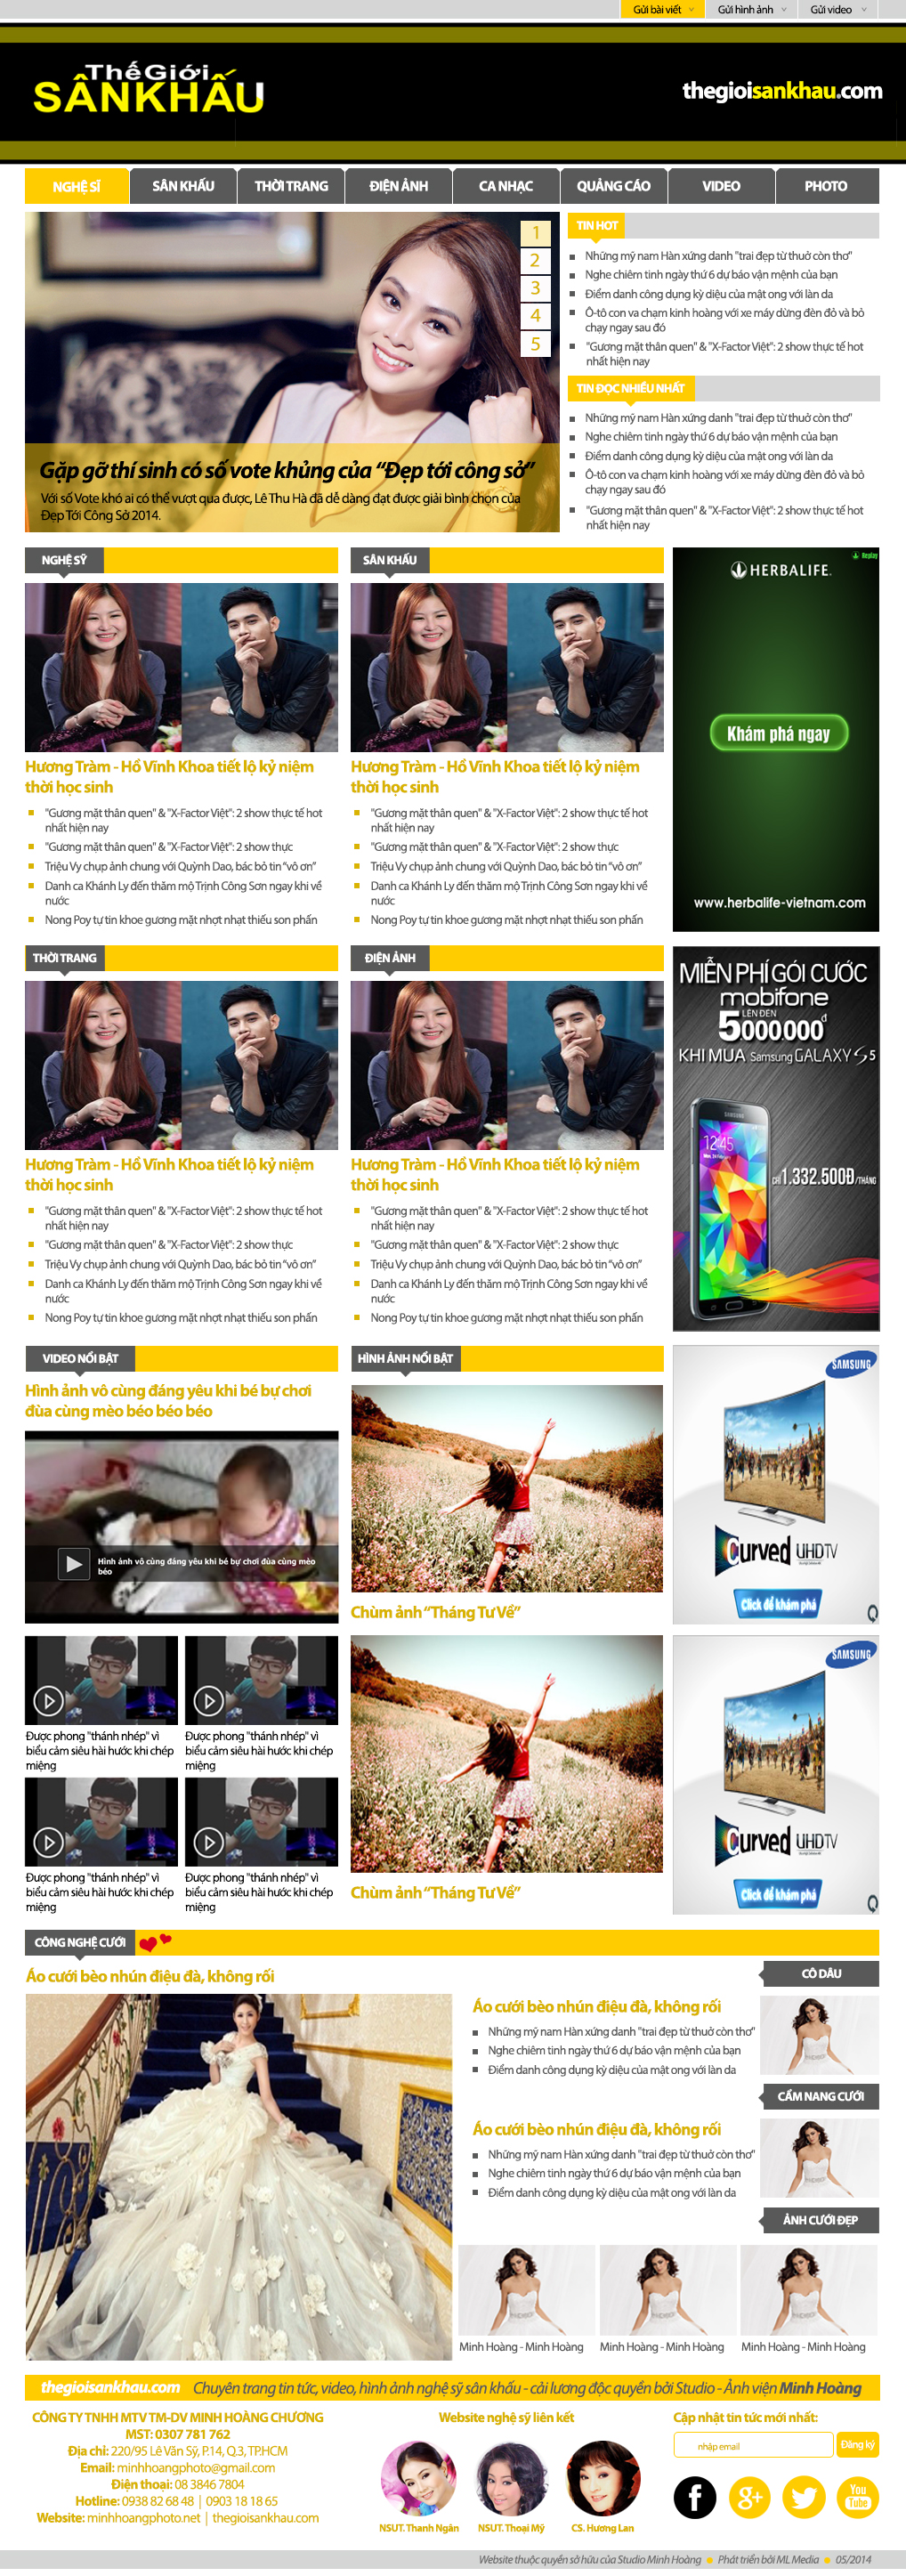 Gửi bài viết
Gửi hình ảnh
Gửi video
Thế Giới
SÂN KHẤU
thegioisankhau.com
NGHỆ SĨ
SÂN KHẤU
THỜI TRANG
ĐIỆN ẢNH
CA NHẠC
QUẢNG CÁO
VIDEO
PHOTO
1
2
3
4
5
Gặp gỡ thí sinh có số vote khủng của “Đẹp tới công sở”
Với số Vote khó ai có thể vượt qua được, Lê Thu Hà đã dễ dàng đạt được giải bình chọn của
Đẹp Tới Công Sở 2014.
TIN HOT
Những mỹ nam Hàn xứng danh "trai đẹp từ thuở còn thơ"
Nghe chiêm tinh ngày thứ 6 dự báo vận mệnh của bạn
Điểm danh công dụng kỳ diệu của mật ong với làn da
Ô-tô con va chạm kinh hoàng với xe máy dừng đèn đỏ và bỏ
chạy ngay sau đó
"Gương mặt thân quen" & "X-Factor Việt": 2 show thực tế hot
nhất hiện nay
TIN ĐỌC NHIỀU NHẤT
Những mỹ nam Hàn xứng danh "trai đẹp từ thuở còn thơ"
Nghe chiêm tinh ngày thứ 6 dự báo vận mệnh của bạn
Điểm danh công dụng kỳ diệu của mật ong với làn da
Ô-tô con va chạm kinh hoàng với xe máy dừng đèn đỏ và bỏ
chạy ngay sau đó
"Gương mặt thân quen" & "X-Factor Việt": 2 show thực tế hot
nhất hiện nay
NGHỆ SỸ
Hương Tràm - Hồ Vĩnh Khoa tiết lộ kỷ niệm
thời học sinh
"Gương mặt thân quen" & "X-Factor Việt": 2 show thực tế hot
nhất hiện nay
"Gương mặt thân quen" & "X-Factor Việt": 2 show thực
Triệu Vy chụp ảnh chung với Quỳnh Dao, bác bỏ tin “vô ơn”
Danh ca Khánh Ly đến thăm mộ Trịnh Công Sơn ngay khi về
nước
Nong Poy tự tin khoe gương mặt nhợt nhạt thiếu son phấn
SÂN KHẤU
Hương Tràm - Hồ Vĩnh Khoa tiết lộ kỷ niệm
thời học sinh
"Gương mặt thân quen" & "X-Factor Việt": 2 show thực tế hot
nhất hiện nay
"Gương mặt thân quen" & "X-Factor Việt": 2 show thực
Triệu Vy chụp ảnh chung với Quỳnh Dao, bác bỏ tin “vô ơn”
Danh ca Khánh Ly đến thăm mộ Trịnh Công Sơn ngay khi về
nước
Nong Poy tự tin khoe gương mặt nhợt nhạt thiếu son phấn
Replay
HERBALIFE.
Khám phá ngay
www.herbalife-vietnam.com
THỜI TRANG
Hương Tràm - Hồ Vĩnh Khoa tiết lộ kỷ niệm
thời học sinh
"Gương mặt thân quen" & "X-Factor Việt": 2 show thực tế hot
nhất hiện nay
"Gương mặt thân quen" & "X-Factor Việt": 2 show thực
Triệu Vy chụp ảnh chung với Quỳnh Dao, bác bỏ tin “vô ơn”
Danh ca Khánh Ly đến thăm mộ Trịnh Công Sơn ngay khi về
nước
Nong Poy tự tin khoe gương mặt nhợt nhạt thiếu son phấn
ĐIỆN ẢNH
Hương Tràm - Hồ Vĩnh Khoa tiết lộ kỷ niệm
thời học sinh
"Gương mặt thân quen" & "X-Factor Việt": 2 show thực tế hot
nhất hiện nay
"Gương mặt thân quen" & "X-Factor Việt": 2 show thực
Triệu Vy chụp ảnh chung với Quỳnh Dao, bác bỏ tin “vô ơn”
Danh ca Khánh Ly đến thăm mộ Trịnh Công Sơn ngay khi về
nước
Nong Poy tự tin khoe gương mặt nhợt nhạt thiếu son phấn
MIỄN PHÍ GÓI CƯỚC
mobifone
LÊN ĐẾN
5.000.000đ
KHI MUA Samsung GALAXY S5
SAMSUNG
12:45
CHỈ 1.332.500Đ/THÁNG
VIDEO NỔI BẬT
Hình ảnh vô cùng đáng yêu khi bé bự chơi
đùa cùng mèo béo béo béo
Hình ảnh vô cùng đáng yêu khi bé bự chơi đùa cùng mèo
béo
Được phong "thánh nhép" vì
biểu cảm siêu hài hước khi chép
miệng
Được phong "thánh nhép" vì
biểu cảm siêu hài hước khi chép
miệng
Được phong "thánh nhép" vì
biểu cảm siêu hài hước khi chép
miệng
Được phong "thánh nhép" vì
biểu cảm siêu hài hước khi chép
miệng
HÌNH ẢNH NỔI BẬT
Chùm ảnh “Tháng Tư Về”
Chùm ảnh “Tháng Tư Về”
SAMSUNG
Curved UHDTV
Click để khám phá
SAMSUNG
Curved UHDTV
Click để khám phá
CÔNG NGHỆ CƯỚI
Áo cưới bèo nhún điệu đà, không rối
CÔ DÂU
Áo cưới bèo nhún điệu đà, không rối
Những mỹ nam Hàn xứng danh "trai đẹp từ thuở còn thơ"
Nghe chiêm tinh ngày thứ 6 dự báo vận mệnh của bạn
Điểm danh công dụng kỳ diệu của mật ong với làn da
CẨM NANG CƯỚI
Áo cưới bèo nhún điệu đà, không rối
Những mỹ nam Hàn xứng danh "trai đẹp từ thuở còn thơ"
Nghe chiêm tinh ngày thứ 6 dự báo vận mệnh của bạn
Điểm danh công dụng kỳ diệu của mật ong với làn da
ẢNH CƯỚI ĐẸP
Minh Hoàng - Minh Hoàng
Minh Hoàng - Minh Hoàng
Minh Hoàng - Minh Hoàng
thegioisankhau.com Chuyên trang tin tức, video, hình ảnh nghệ sỹ sân khấu - cải lương độc quyền bởi Studio - Ảnh viện Minh Hoàng
CÔNG TY TNHH MTV TM-DV MINH HOÀNG CHƯƠNG
MST: 0307 781 762
Địa chỉ: 220/95 Lê Văn Sỹ, P.14, Q.3, TP.HCM
Email: minhhoangphoto@gmail.com
Điện thoại: 08 3846 7804
Hotline: 0938 82 68 48 | 0903 18 18 65
Website: minhhoangphoto.net | thegioisankhau.com
Website nghệ sỹ liên kết
NSUT. Thanh Ngân
NSUT. Thoại Mỹ
CS. Hương Lan
Cập nhật tin tức mới nhất:
nhập email
Đăng ký
You
Tube
Website thuộc quyền sở hữu của Studio Minh Hoàng
Phát triển bởi ML Media
05/2014